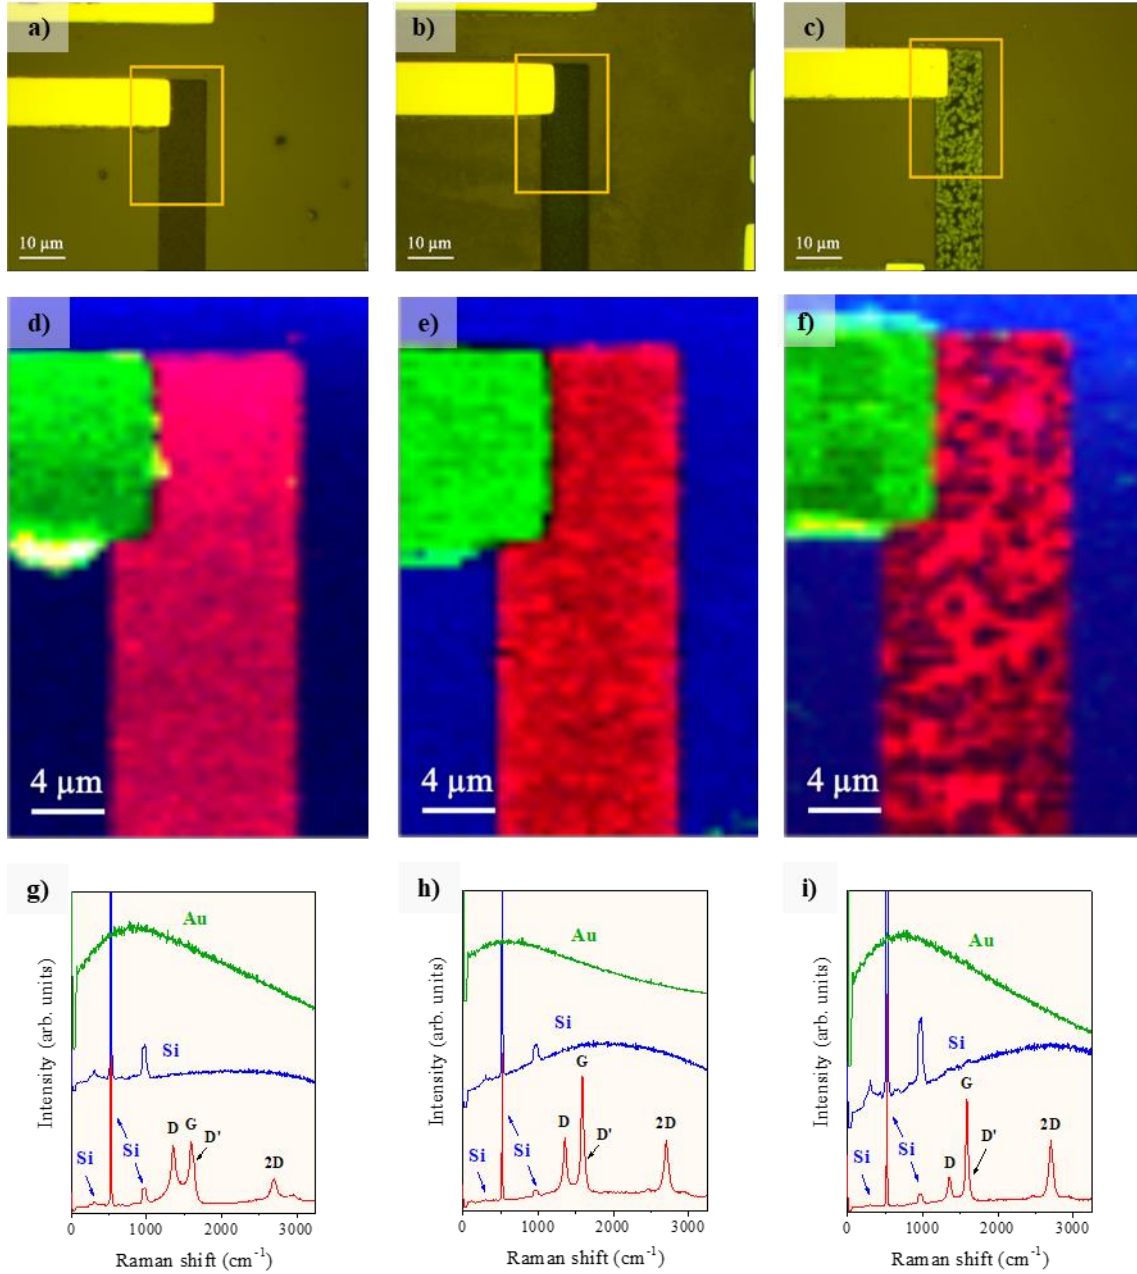 a)
b)
c)
10 µm
10 µm
10 µm
d)
e)
f)
4 µm
4 µm
4 µm
g)
Intensity (arb. units)
Au
Si
D
G
D'
2D
Si
Si
0
1000
2000
3000
Raman shift (cm-1)
h)
Intensity (arb. units)
Au
Si
G
D
D'
2D
Si
Si
0
1000
2000
3000
Raman shift (cm-1)
i)
Intensity (arb. units)
Au
Si
G
D
D'
2D
Si
Si
0
1000
2000
3000
Raman shift (cm-1)